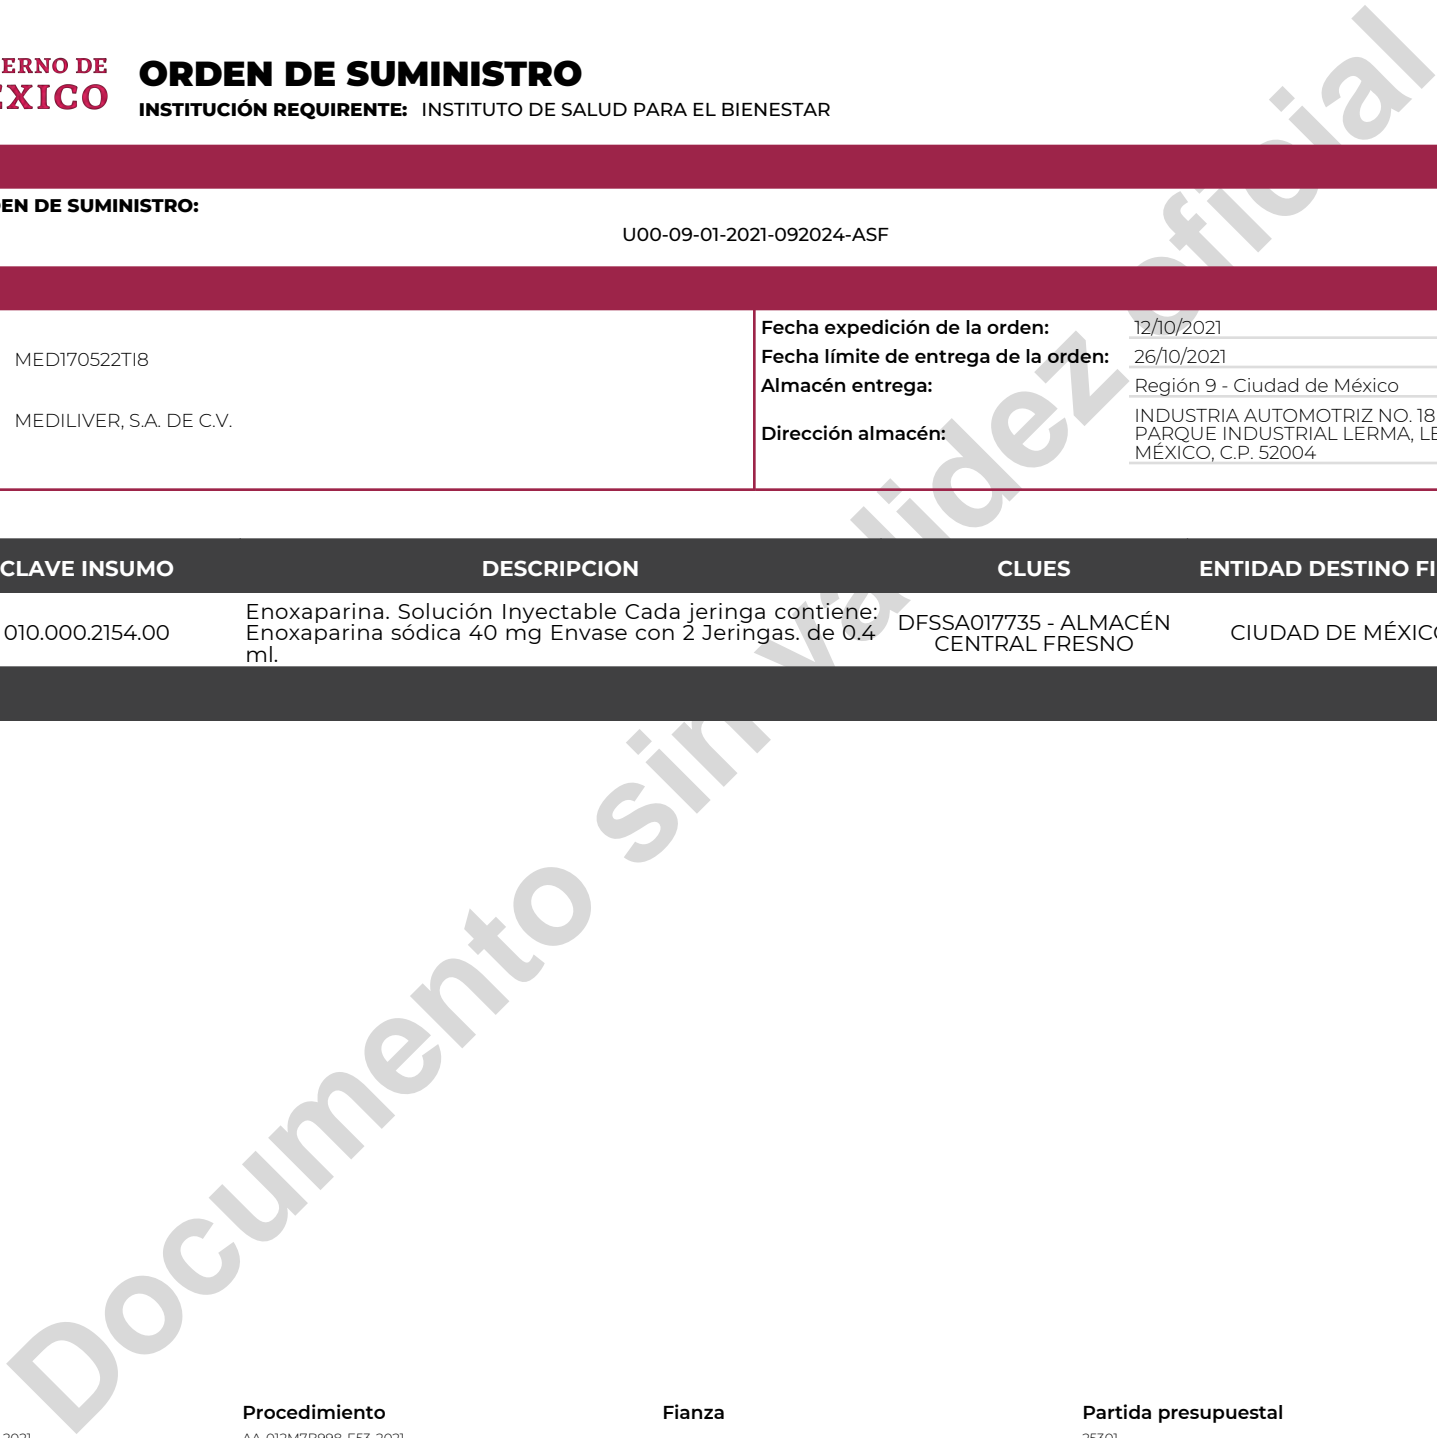 ERNO DE
ORDEN DE SUMINISTRO
INSTITUCIÓN REQUIRENTE: INSTITUTO DE SALUD PARA EL BIENESTAR
EN DE SUMINISTRO:
U00-09-01-2021-092024-ASF
MED170522TI8
MEDILIVER, S.A. DE C.V.
Fecha expedición de la orden: 12/10/2021
Fecha límite de entrega de la orden: 26/10/2021
Almacén entrega: Región 9 - Ciudad de México
Dirección almacén:
INDUSTRIA AUTOMOTRIZ NO. 18
PARQUE INDUSTRIAL LERMA, LE
MÉXICO, C.P. 52004
CLAVE INSUMO DESCRIPCION CLUES ENTIDAD DESTINO FI
010.000.2154.00
Enoxaparina. Solución Inyectable Cada jeringa contiene:
Enoxaparina sódica 40 mg Envase con 2 Jeringas. de 0.4
ml.
DFSSA017735 - ALMACÉN
CENTRAL FRESNO
CIUDAD DE MÉXICO
Documento sin validez oficial
Procedimiento Fianza Partida presupuestal